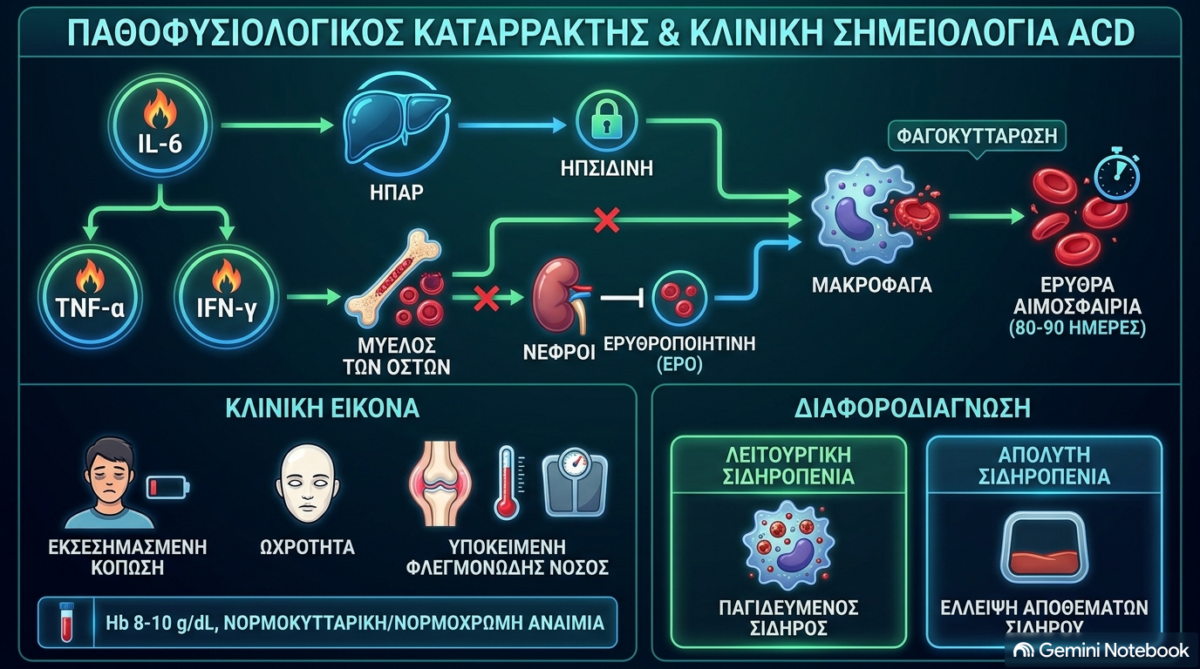 ΠΑΘΟΦΥΣΙΟΛΟΓΙΚΟΣ ΚΑΤΑΡΡΑΚΤΗΣ & ΚΛΙΝΙΚΗ ΣΗΜΕΙΟΛΟΓΙΑ ACD
IL-6
ΗΠΑΡ
ΗΠΣΙΔΙΝΗ
ΦΑΓΟΚΥΤΤΑΡΩΣΗ
ΜΑΚΡΟΦΑΓΑ
ΕΡΥΘΡΑ
ΑΙΜΟΣΦΑΙΡΙΑ
(80-90 ΗΜΕΡΕΣ)
TNF-α
IFN-γ
ΜΥΕΛΟΣ
ΤΩΝ ΟΣΤΩΝ
ΝΕΦΡΟΙ
ΕΡΥΘΡΟΠΟΙΗΤΙΝΗ
(EPO)
ΚΛΙΝΙΚΗ ΕΙΚΟΝΑ
ΕΚΣΕΣΗΜΑΣΜΕΝΗ
ΚΟΠΩΣΗ
ΩΧΡΟΤΗΤΑ
ΥΠΟΚΕΙΜΕΝΗ
ΦΛΕΓΜΟΝΩΔΗΣ ΝΟΣΟΣ
Hb 8-10 g/dL, ΝΟΡΜΟΚΥΤΤΑΡΙΚΗ/ΝΟΡΜΟΧΡΩΜΗ ΑΝΑΙΜΙΑ
ΔΙΑΦΟΡΟΔΙΑΓΝΩΣΗ
ΛΕΙΤΟΥΡΓΙΚΗ
ΣΙΔΗΡΟΠΕΝΙΑ
ΠΑΓΙΔΕΥΜΕΝΟΣ
ΣΙΔΗΡΟΣ
ΑΠΟΛΥΤΗ
ΣΙΔΗΡΟΠΕΝΙΑ
ΕΛΛΕΙΨΗ ΑΠΟΘΕΜΑΤΩΝ
ΣΙΔΗΡΟΥ
Gemini Notebook